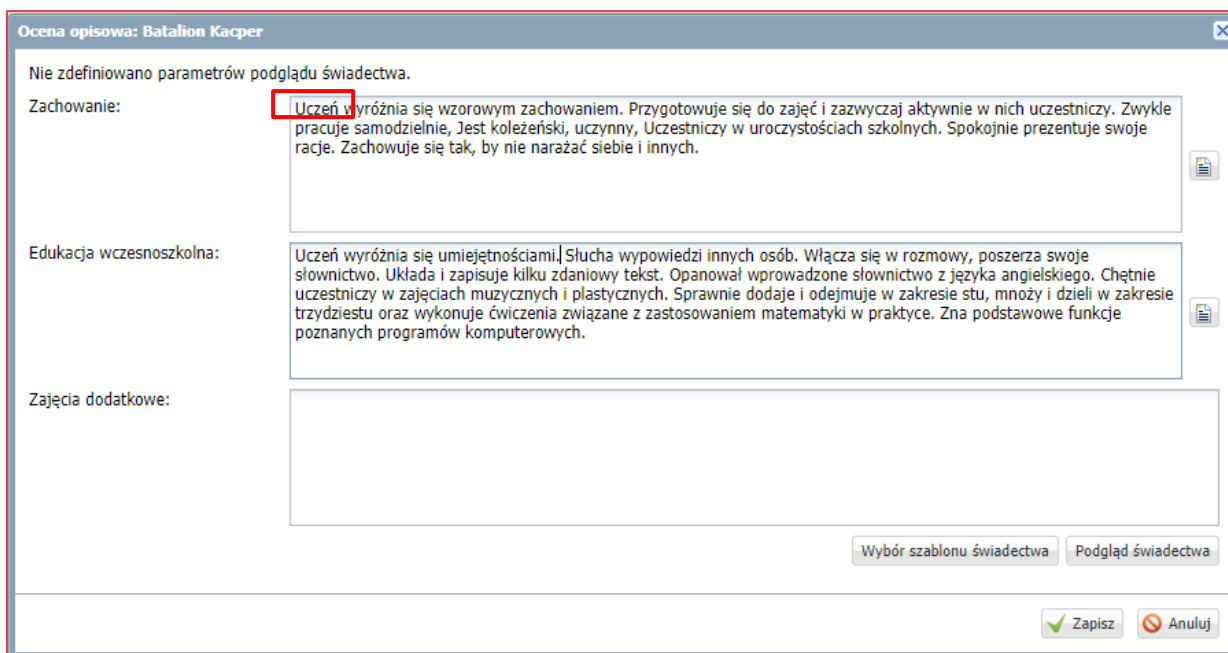 Ocena opisowa: Batalion Kacper
Nie zdefiniowano parametrów podglądu świadectwa.
Zachowanie:
Uczeń wyróżnia się wzorowym zachowaniem. Przygotowuje się do zajęć i zazwyczaj aktywnie w nich uczestniczy. Zwykle
pracuje samodzielnie, Jest koleżeński, uczynny, Uczestniczy w uroczystościach szkolnych. Spokojnie prezentuje swoje
racje. Zachowuje się tak, by nie narażać siebie i innych.
Edukacja wczesnoszkolna:
Uczeń wyróżnia się umiejętnościami. Słucha wypowiedzi innych osób. Włącza się w rozmowy, poszerza swoje
słownictwo. Układa i zapisuje kilku zdaniowy tekst. Opanował wprowadzone słownictwo z języka angielskiego. Chętnie
uczestniczy w zajęciach muzycznych i plastycznych. Sprawnie dodaje i odejmuje w zakresie stu, mnoży i dzieli w zakresie
trzydziestu oraz wykonuje ćwiczenia związane z zastosowaniem matematyki w praktyce. Zna podstawowe funkcje
poznanych programów komputerowych.
Zajęcia dodatkowe:
Wybór szablonu świadectwa
Podgląd świadectwa
Zapisz
Anuluj